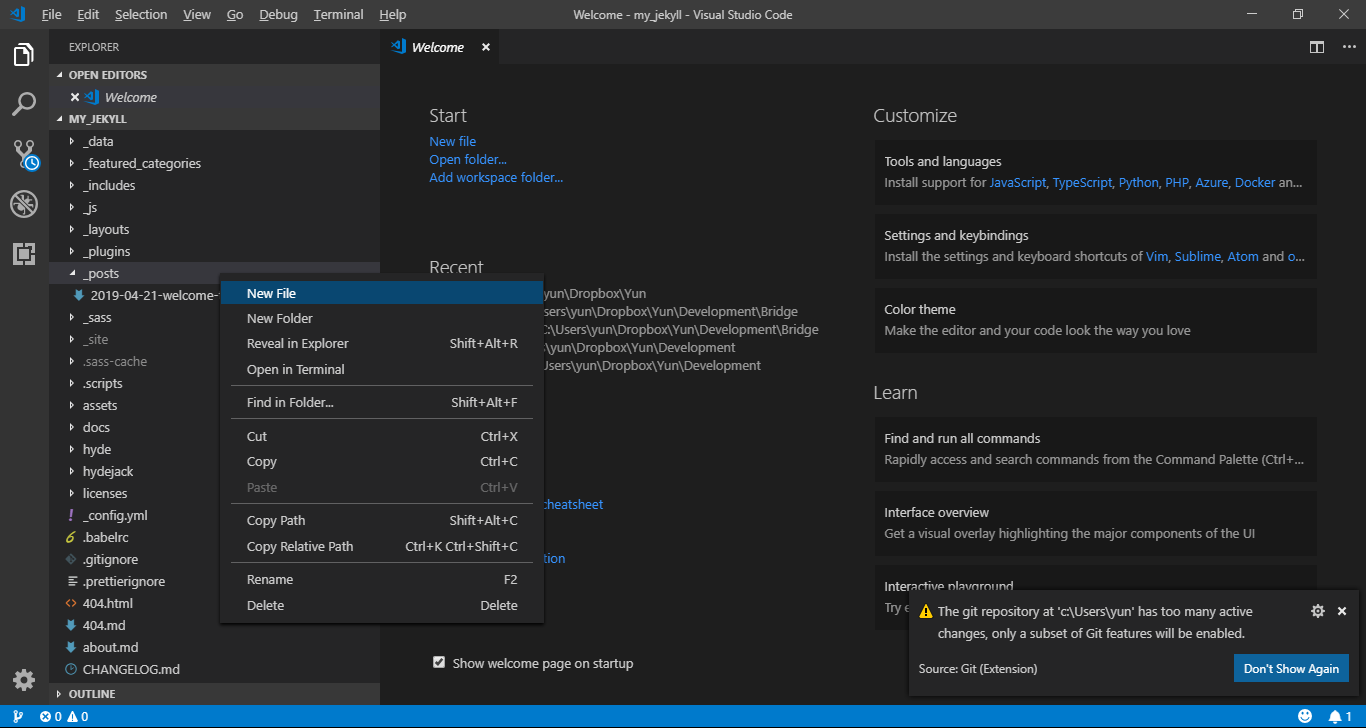 File Edit Selection View Go Debug Terminal Help
Welcome - my_jekyll - Visual Studio Code
EXPLORER
OPEN EDITORS
Welcome
MY_JEKYLL
_data
_featured_categories
_includes
_js
_layouts
_plugins
_posts
2019-04-21-welcome-
_sass
_site
.sass-cache
.scripts
assets
docs
hyde
hydejack
licenses
_config.yml
.babelrc
.gitignore
.prettierignore
404.html
404.md
about.md
CHANGELOG.md
OUTLINE
New File
New Folder
Reveal in Explorer Shift+Alt+R
Open in Terminal
Find in Folder... Shift+Alt+F
Cut Ctrl+X
Copy Ctrl+C
Paste Ctrl+V
Copy Path Shift+Alt+C
Copy Relative Path Ctrl+K Ctrl+Shift+C
Rename F2
Delete Delete
Welcome
Start
New file
Open folder...
Add workspace folder...
Recent
yun\Dropbox\Yun
sers\yun\Dropbox\Yun\Development\Bridge
C:\Users\yun\Dropbox\Yun\Development\Bridge
s\yun\Dropbox\Yun\Development
Users\yun\Dropbox\Yun\Development
cheatsheet
tion
Show welcome page on startup
Customize
Tools and languages
Install support for JavaScript, TypeScript, Python, PHP, Azure, Docker an...
Settings and keybindings
Install the settings and keyboard shortcuts of Vim, Sublime, Atom and o...
Color theme
Make the editor and your code look the way you love
Learn
Find and run all commands
Rapidly access and search commands from the Command Palette (Ctrl+...
Interface overview
Get a visual overlay highlighting the major components of the UI
Interactive playground
Try e
The git repository at 'c:\Users\yun' has too many active
changes, only a subset of Git features will be enabled.
Source: Git (Extension)
Don't Show Again
0 0
1